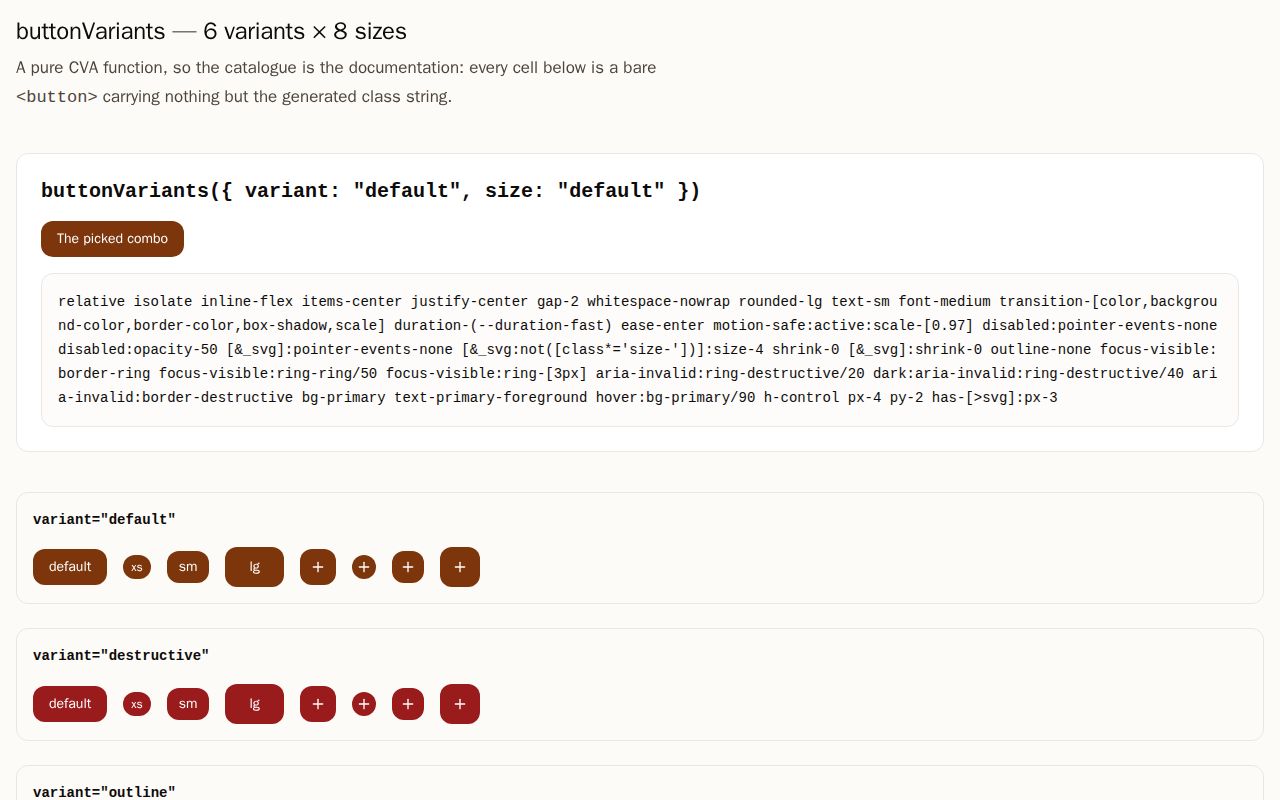 buttonVariants — 6 variants × 8 sizes
A pure CVA function, so the catalogue is the documentation: every cell below is a bare
<button> carrying nothing but the generated class string.
buttonVariants({ variant: "default", size: "default" })
The picked combo
relative isolate inline-flex items-center justify-center gap-2 whitespace-nowrap rounded-lg text-sm font-medium transition-[color,backgrou
nd-color,border-color,box-shadow,scale] duration-(--duration-fast) ease-enter motion-safe:active:scale-[0.97] disabled:pointer-events-none
disabled:opacity-50 [&_svg]:pointer-events-none [&_svg:not([class*='size-'])]:size-4 shrink-0 [&_svg]:shrink-0 outline-none focus-visible:
border-ring focus-visible:ring-ring/50 focus-visible:ring-[3px] aria-invalid:ring-destructive/20 dark:aria-invalid:ring-destructive/40 ari
a-invalid:border-destructive bg-primary text-primary-foreground hover:bg-primary/90 h-control px-4 py-2 has-[>svg]:px-3
variant="default"
default xs sm lg + + + +
variant="destructive"
default xs sm lg + + + +
variant="outline"